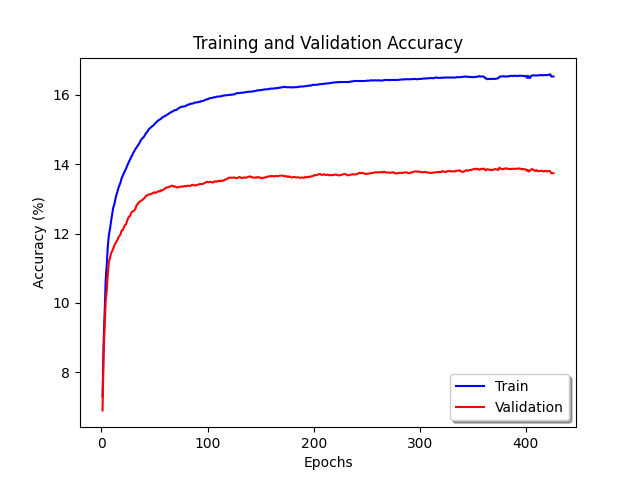 Training and Validation Accuracy
Accuracy (%)
16
14
12
10
8
Train
Validation
0 100 200 300 400
Epochs